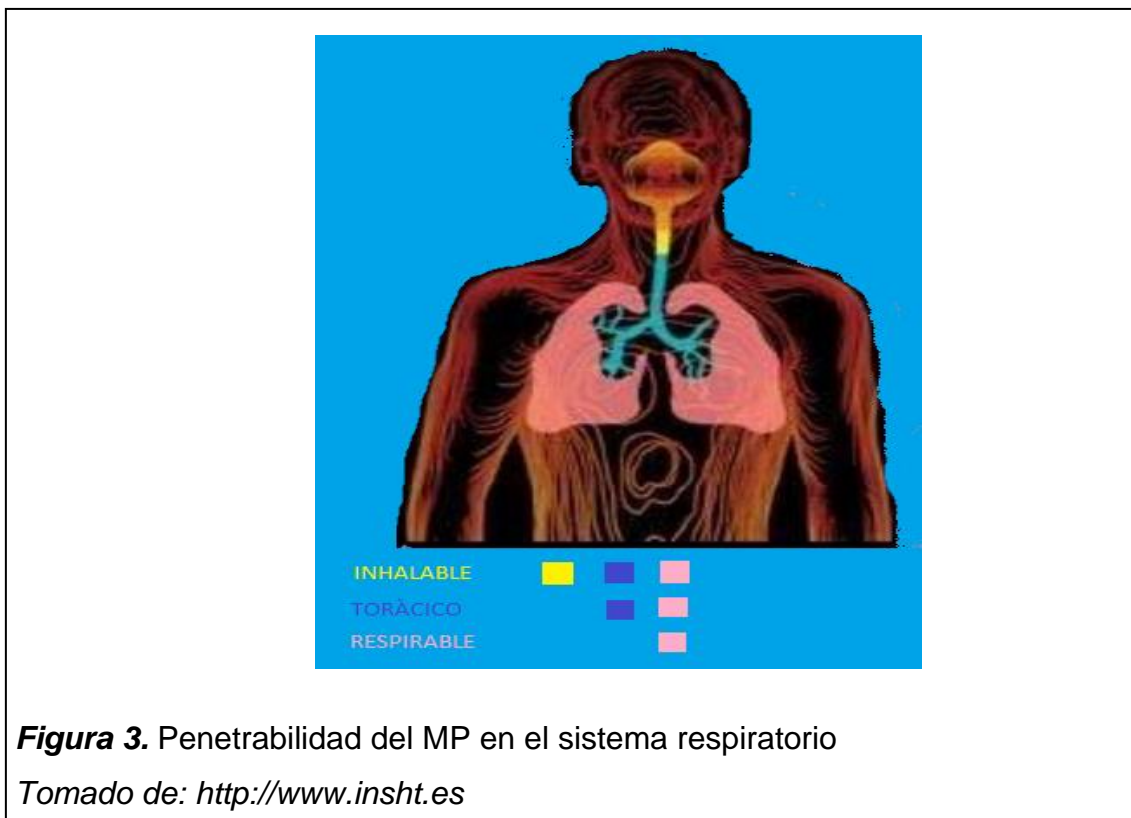 INHALABLE
TORÀCICO
RESPIRABLE
Figura 3. Penetrabilidad del MP en el sistema respiratorio
Tomado de: http://www.insht.es